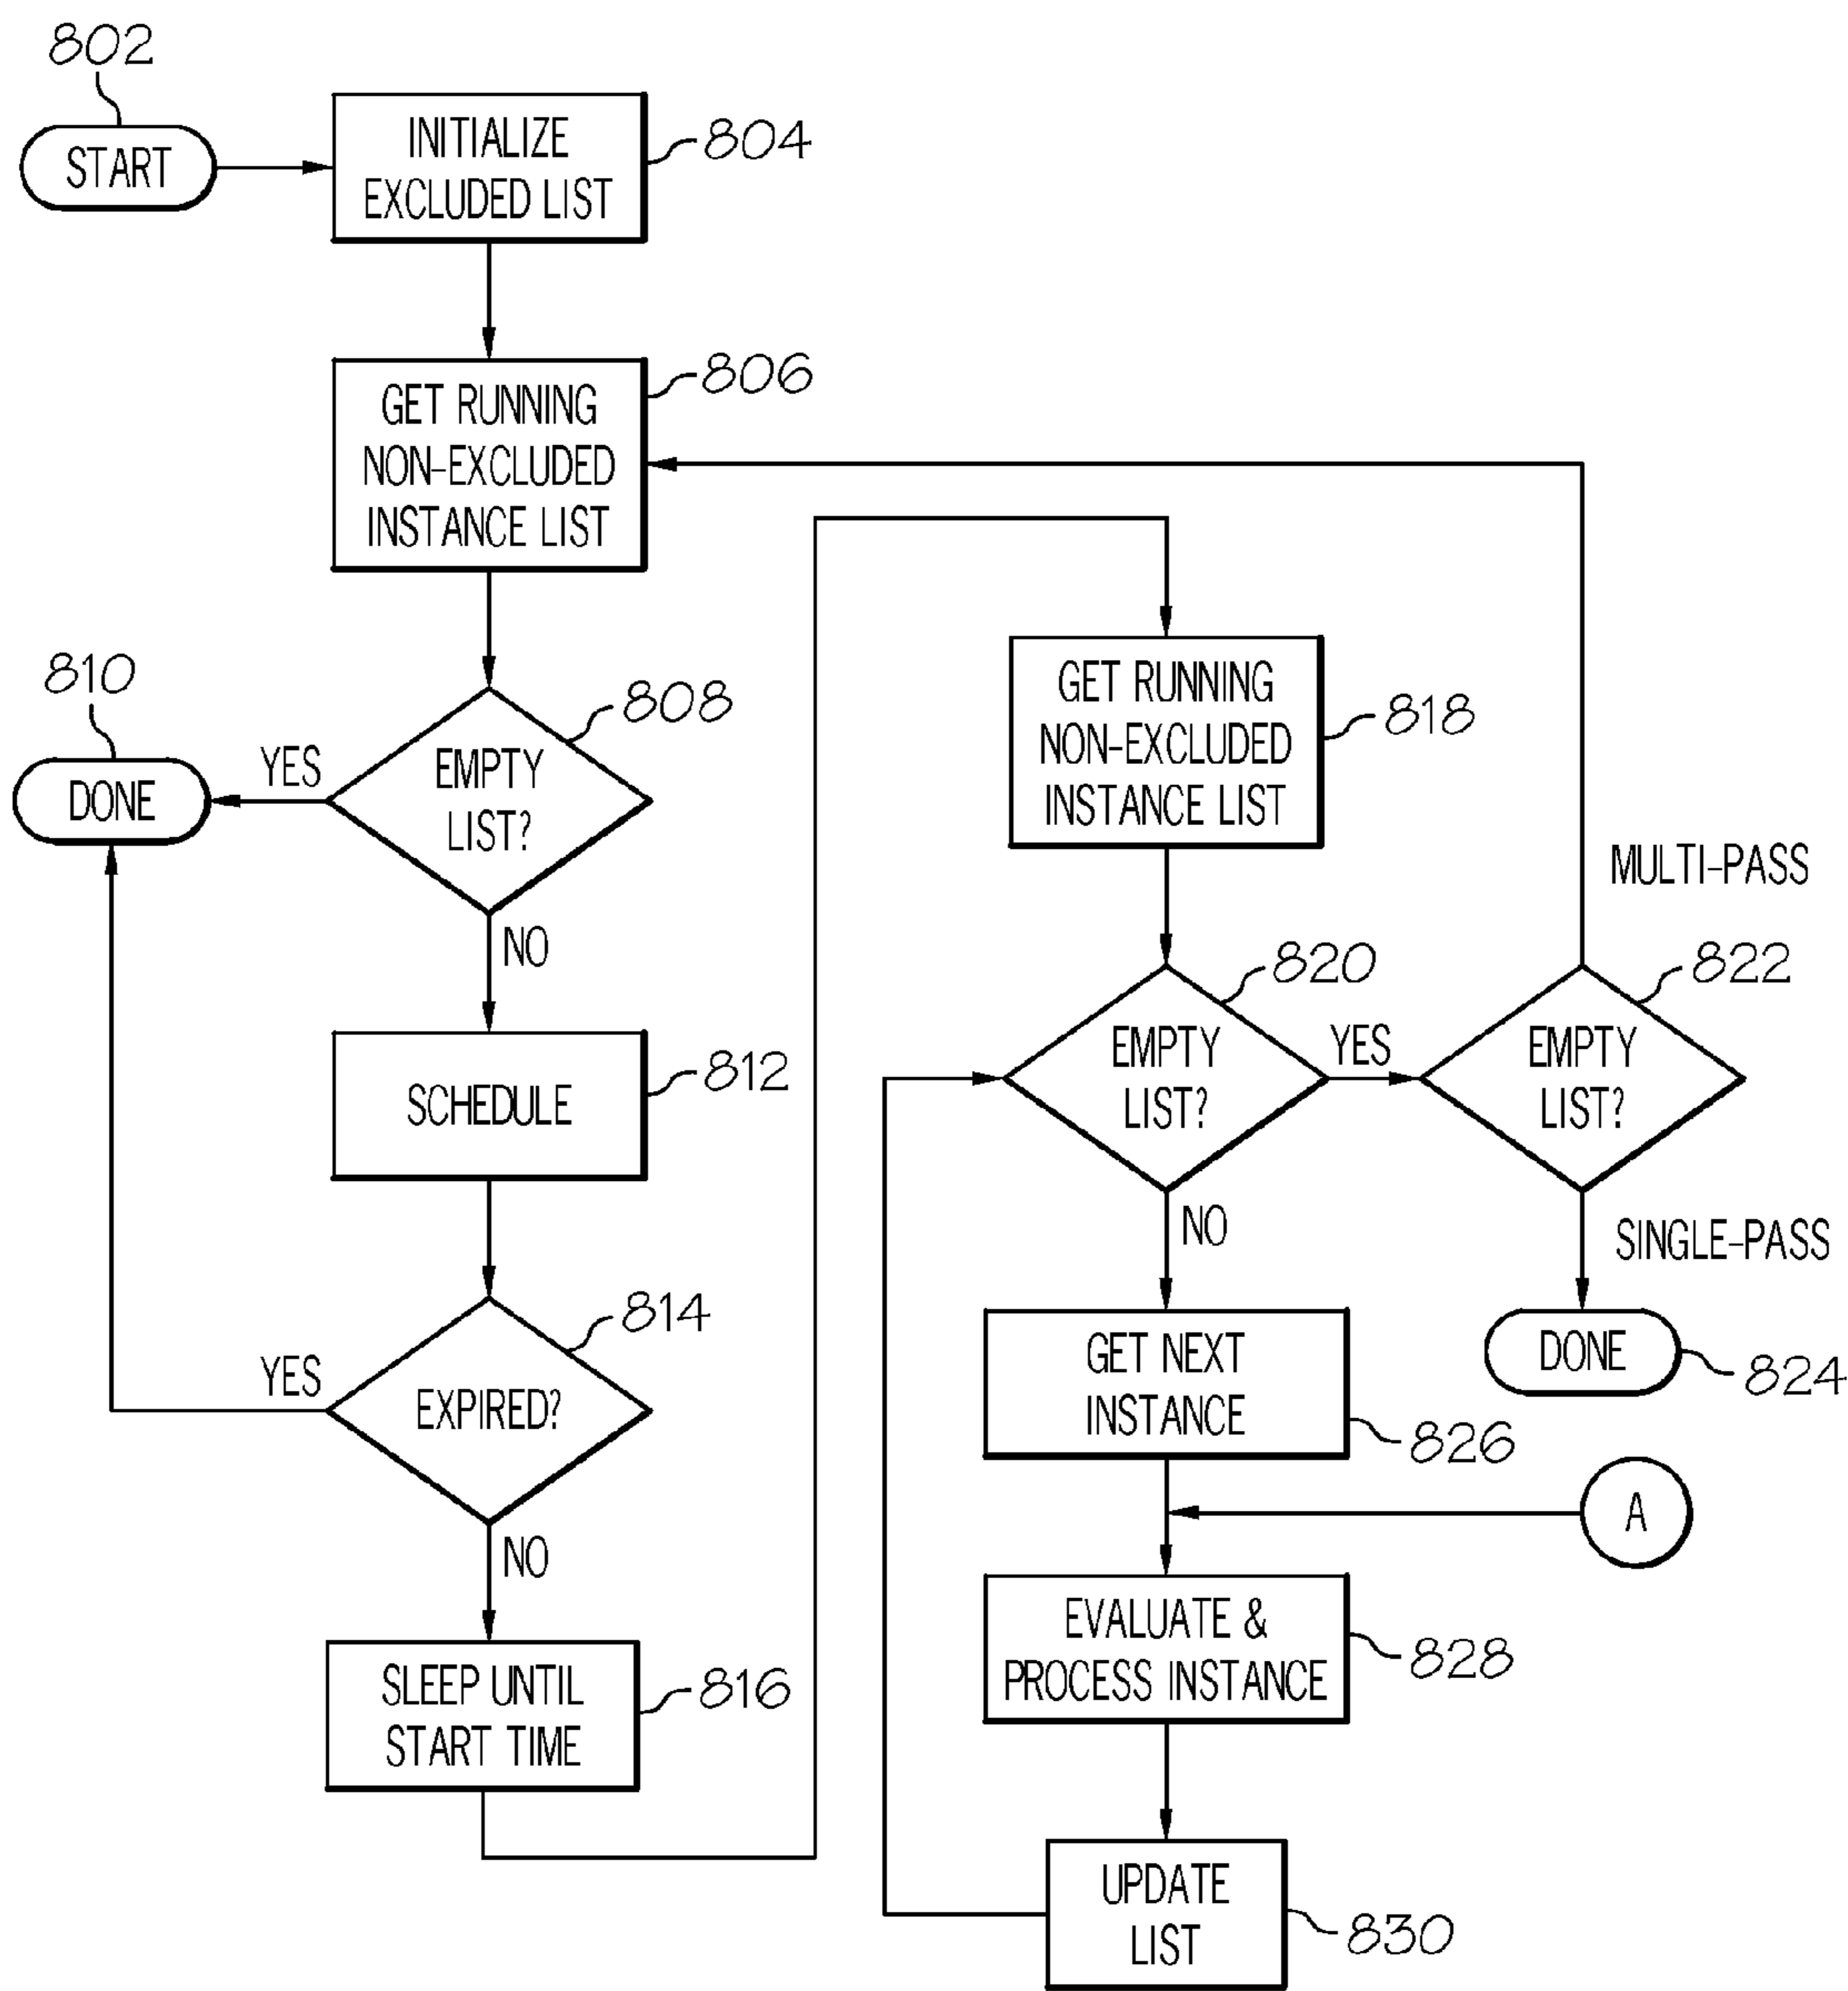 802
START
INITIALIZE
EXCLUDED LIST
804
GET RUNNING
NON-EXCLUDED
INSTANCE LIST
806
EMPTY
LIST?
808
YES
810
DONE
NO
SCHEDULE
812
EXPIRED?
814
YES
NO
SLEEP UNTIL
START TIME
816
GET RUNNING
NON-EXCLUDED
INSTANCE LIST
818
EMPTY
LIST?
820
YES
EMPTY
LIST?
822
MULTI-PASS
SINGLE-PASS
DONE
824
NO
GET NEXT
INSTANCE
826
A
EVALUATE &
PROCESS INSTANCE
828
UPDATE
LIST
830